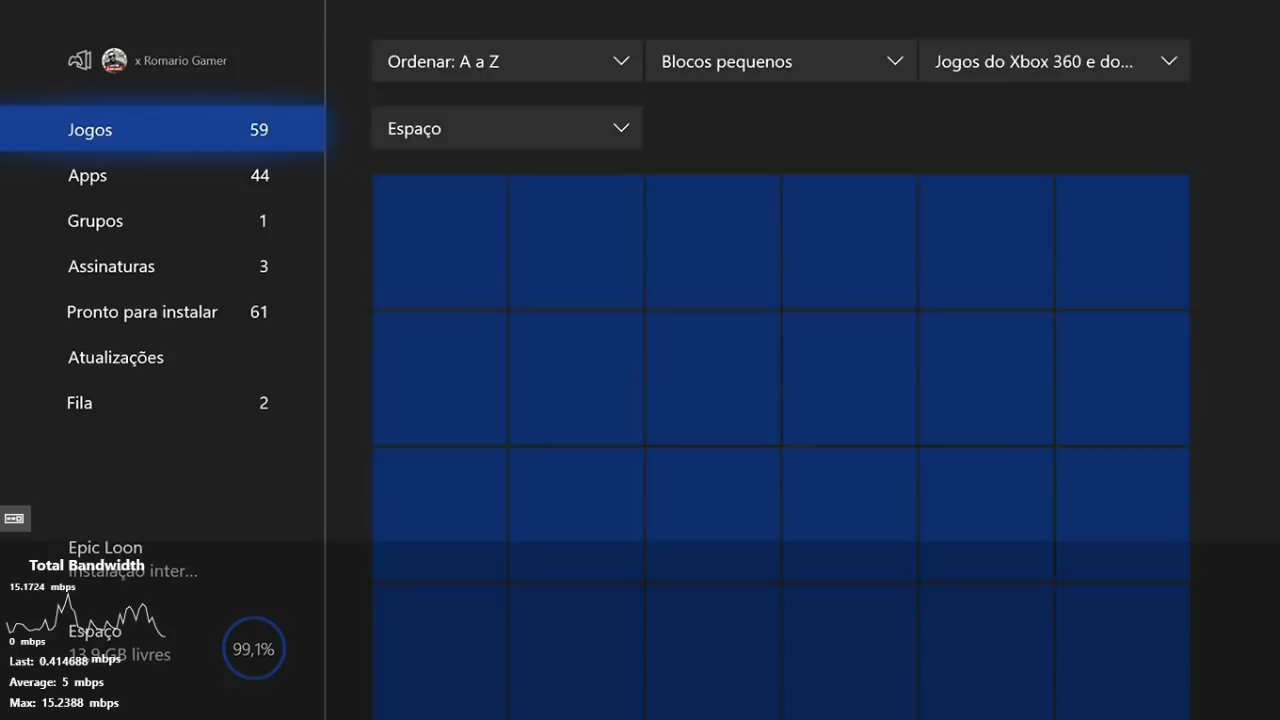 x Romario Gamer
Jogos 59
Apps 44
Grupos 1
Assinaturas 3
Pronto para instalar 61
Atualizações
Fila 2
Epic Loon
Instalação inter...
Espaço
13,9 GB livres
99,1%
Total Bandwidth
15.1724 mbps
0 mbps
Last: 0.414688 mbps
Average: 5 mbps
Max: 15.2388 mbps
Ordenar: A a Z
Blocos pequenos
Jogos do Xbox 360 e do...
Espaço